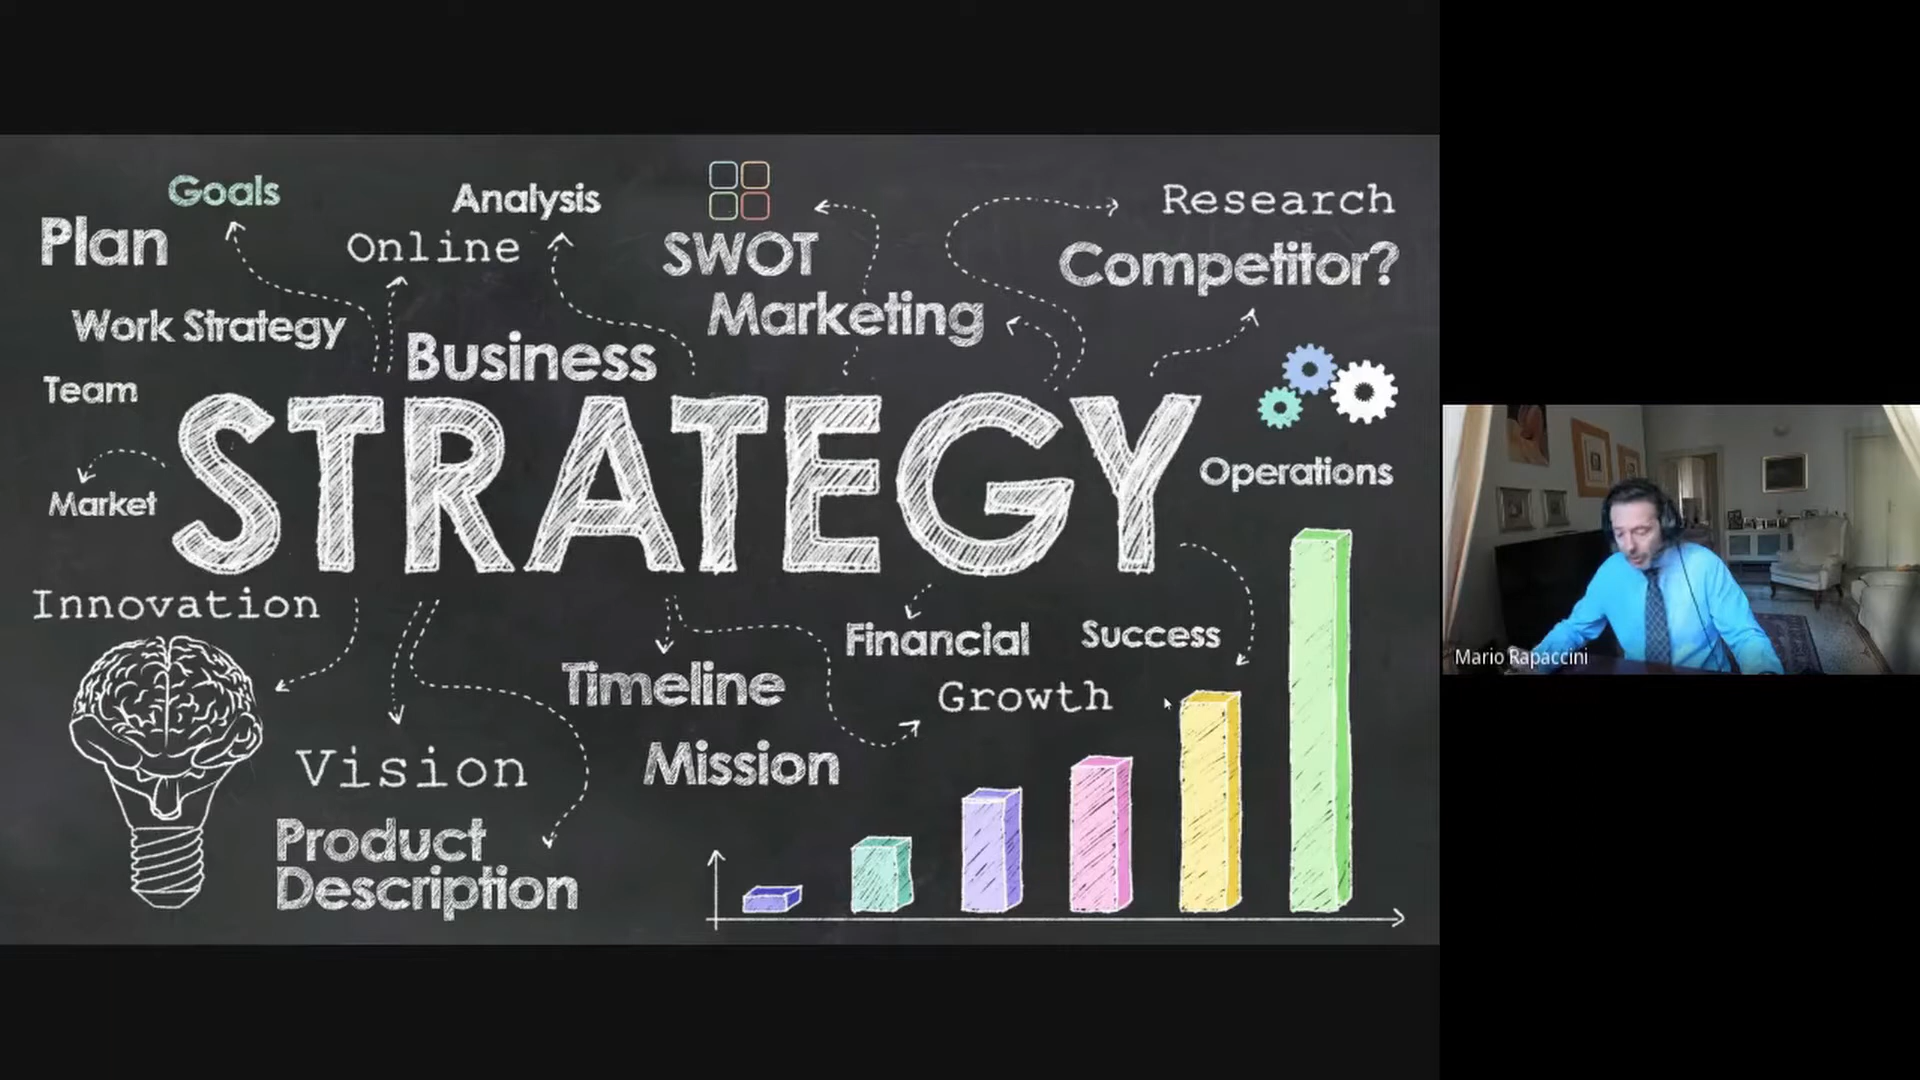 Goals
Analysis
Research
Plan
Online
SWOT
Competitor?
Work Strategy
Marketing
Business
Team
STRATEGY
Operations
Market
Innovation
Financial
Success
Timeline
Growth
Vision
Mission
Product
Description
Mario Rapaccini